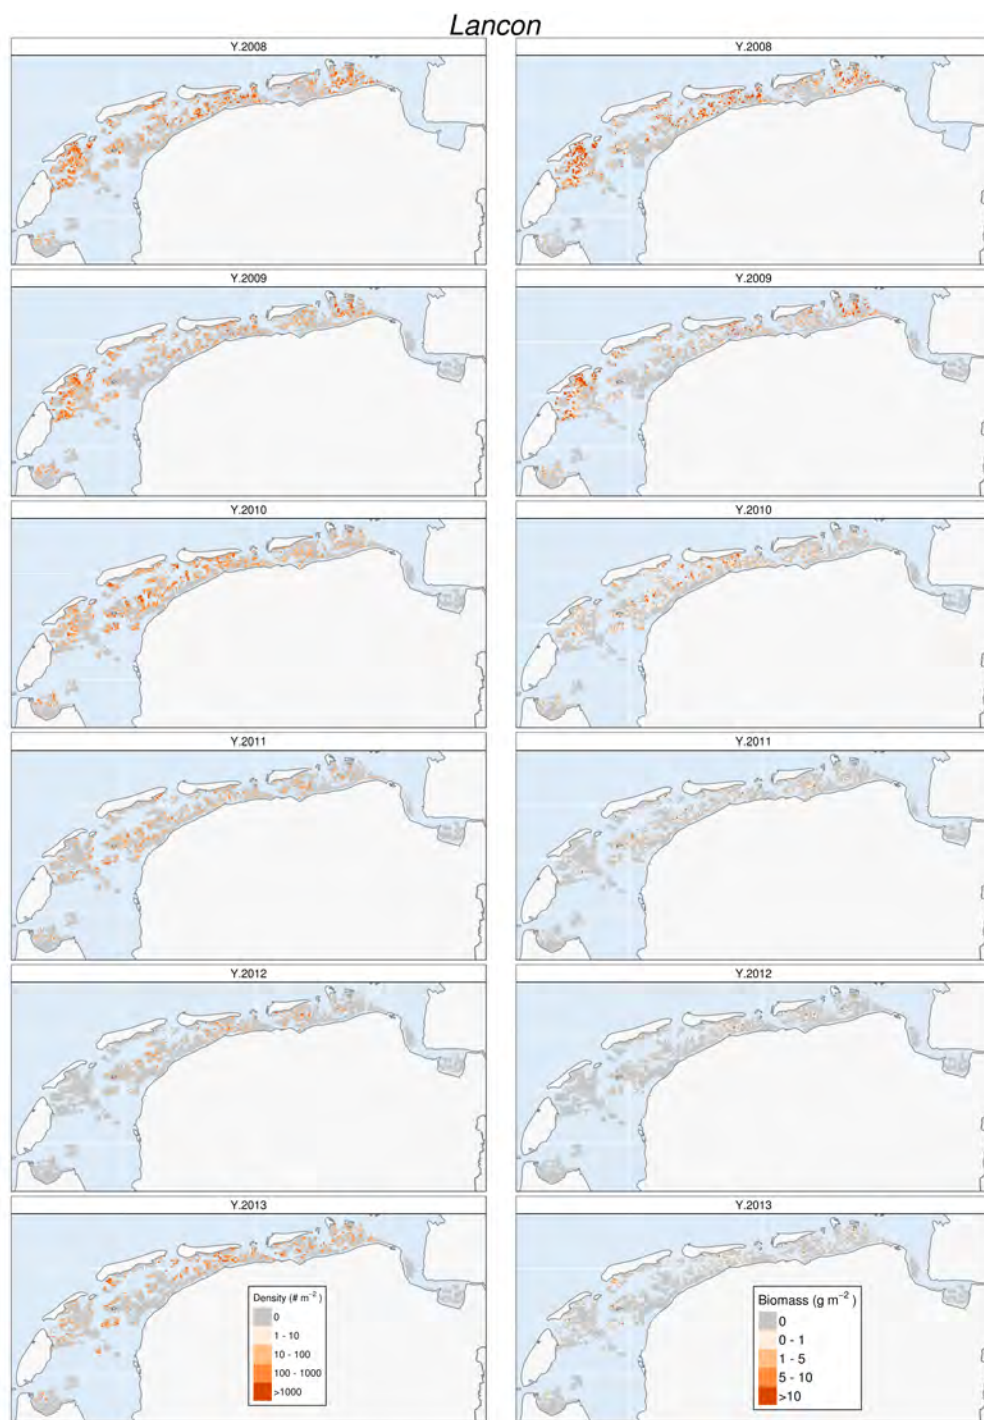 Lancon
Y.2008
Y.2008
Y.2009
Y.2009
Y.2010
Y.2010
Y.2011
Y.2011
Y.2012
Y.2012
Y.2013
Y.2013
Density (# m⁻²)
0
1 - 10
10 - 100
100 - 1000
>1000
Biomass (g m⁻²)
0
0 - 1
1 - 5
5 - 10
>10